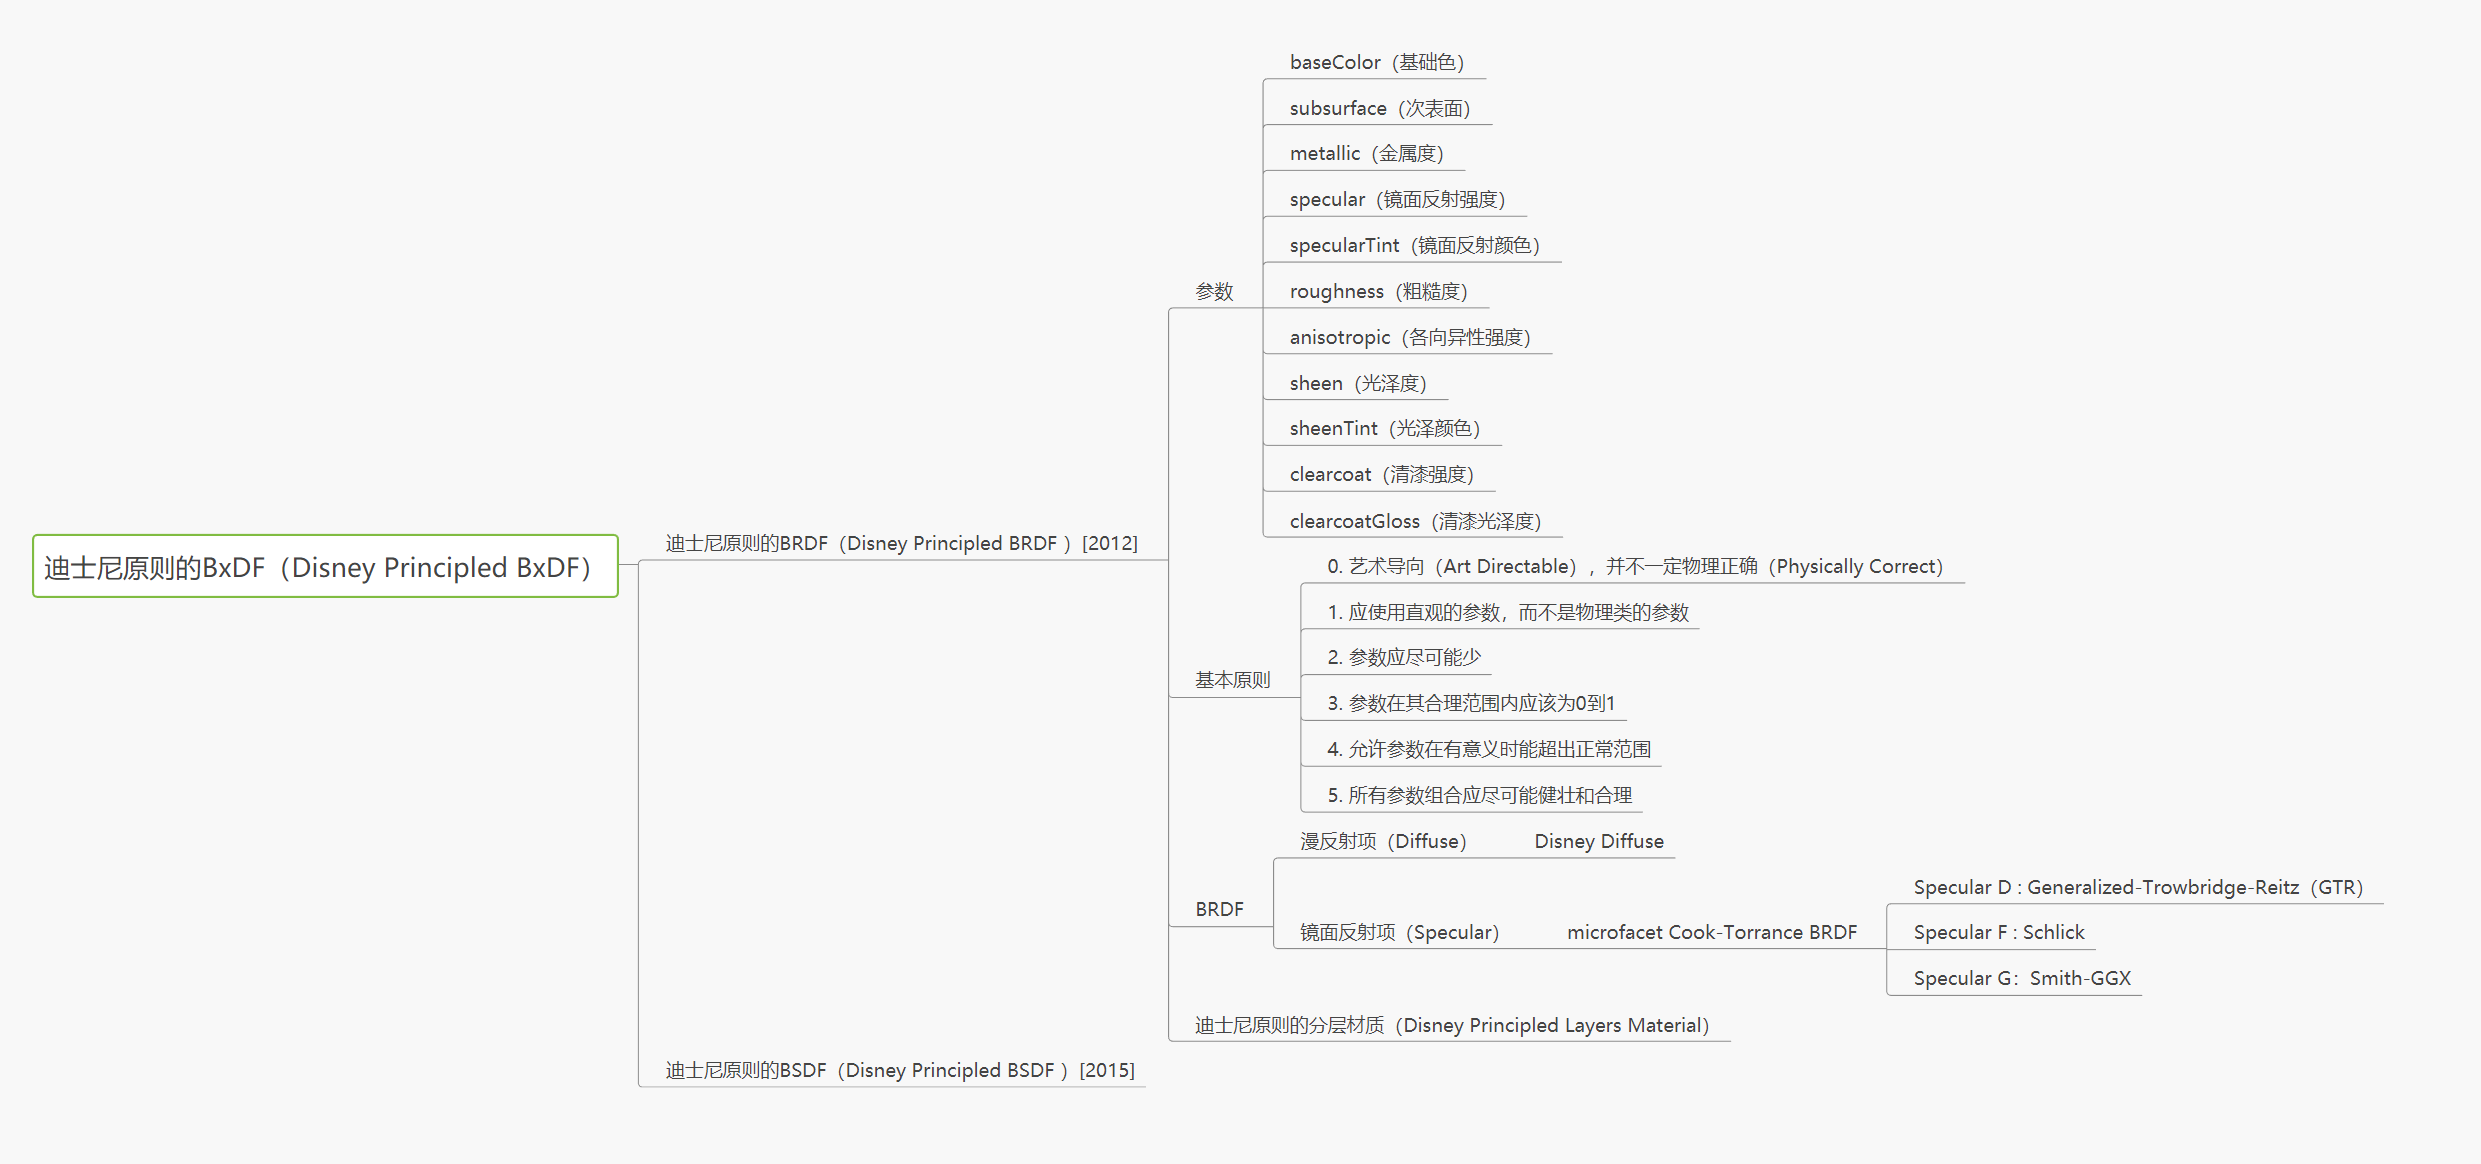 迪士尼原则的BxDF（Disney Principled BxDF）
迪士尼原则的BRDF（Disney Principled BRDF ）[2012]
参数
baseColor（基础色）
subsurface（次表面）
metallic（金属度）
specular（镜面反射强度）
specularTint（镜面反射颜色）
roughness（粗糙度）
anisotropic（各向异性强度）
sheen（光泽度）
sheenTint（光泽颜色）
clearcoat（清漆强度）
clearcoatGloss（清漆光泽度）
基本原则
0. 艺术导向（Art Directable），并不一定物理正确（Physically Correct）
1. 应使用直观的参数，而不是物理类的参数
2. 参数应尽可能少
3. 参数在其合理范围内应该为0到1
4. 允许参数在有意义时能超出正常范围
5. 所有参数组合应尽可能健壮和合理
BRDF
漫反射项（Diffuse）
Disney Diffuse
镜面反射项（Specular）
microfacet Cook-Torrance BRDF
Specular D : Generalized-Trowbridge-Reitz（GTR）
Specular F : Schlick
Specular G：Smith-GGX
迪士尼原则的分层材质（Disney Principled Layers Material）
迪士尼原则的BSDF（Disney Principled BSDF ）[2015]